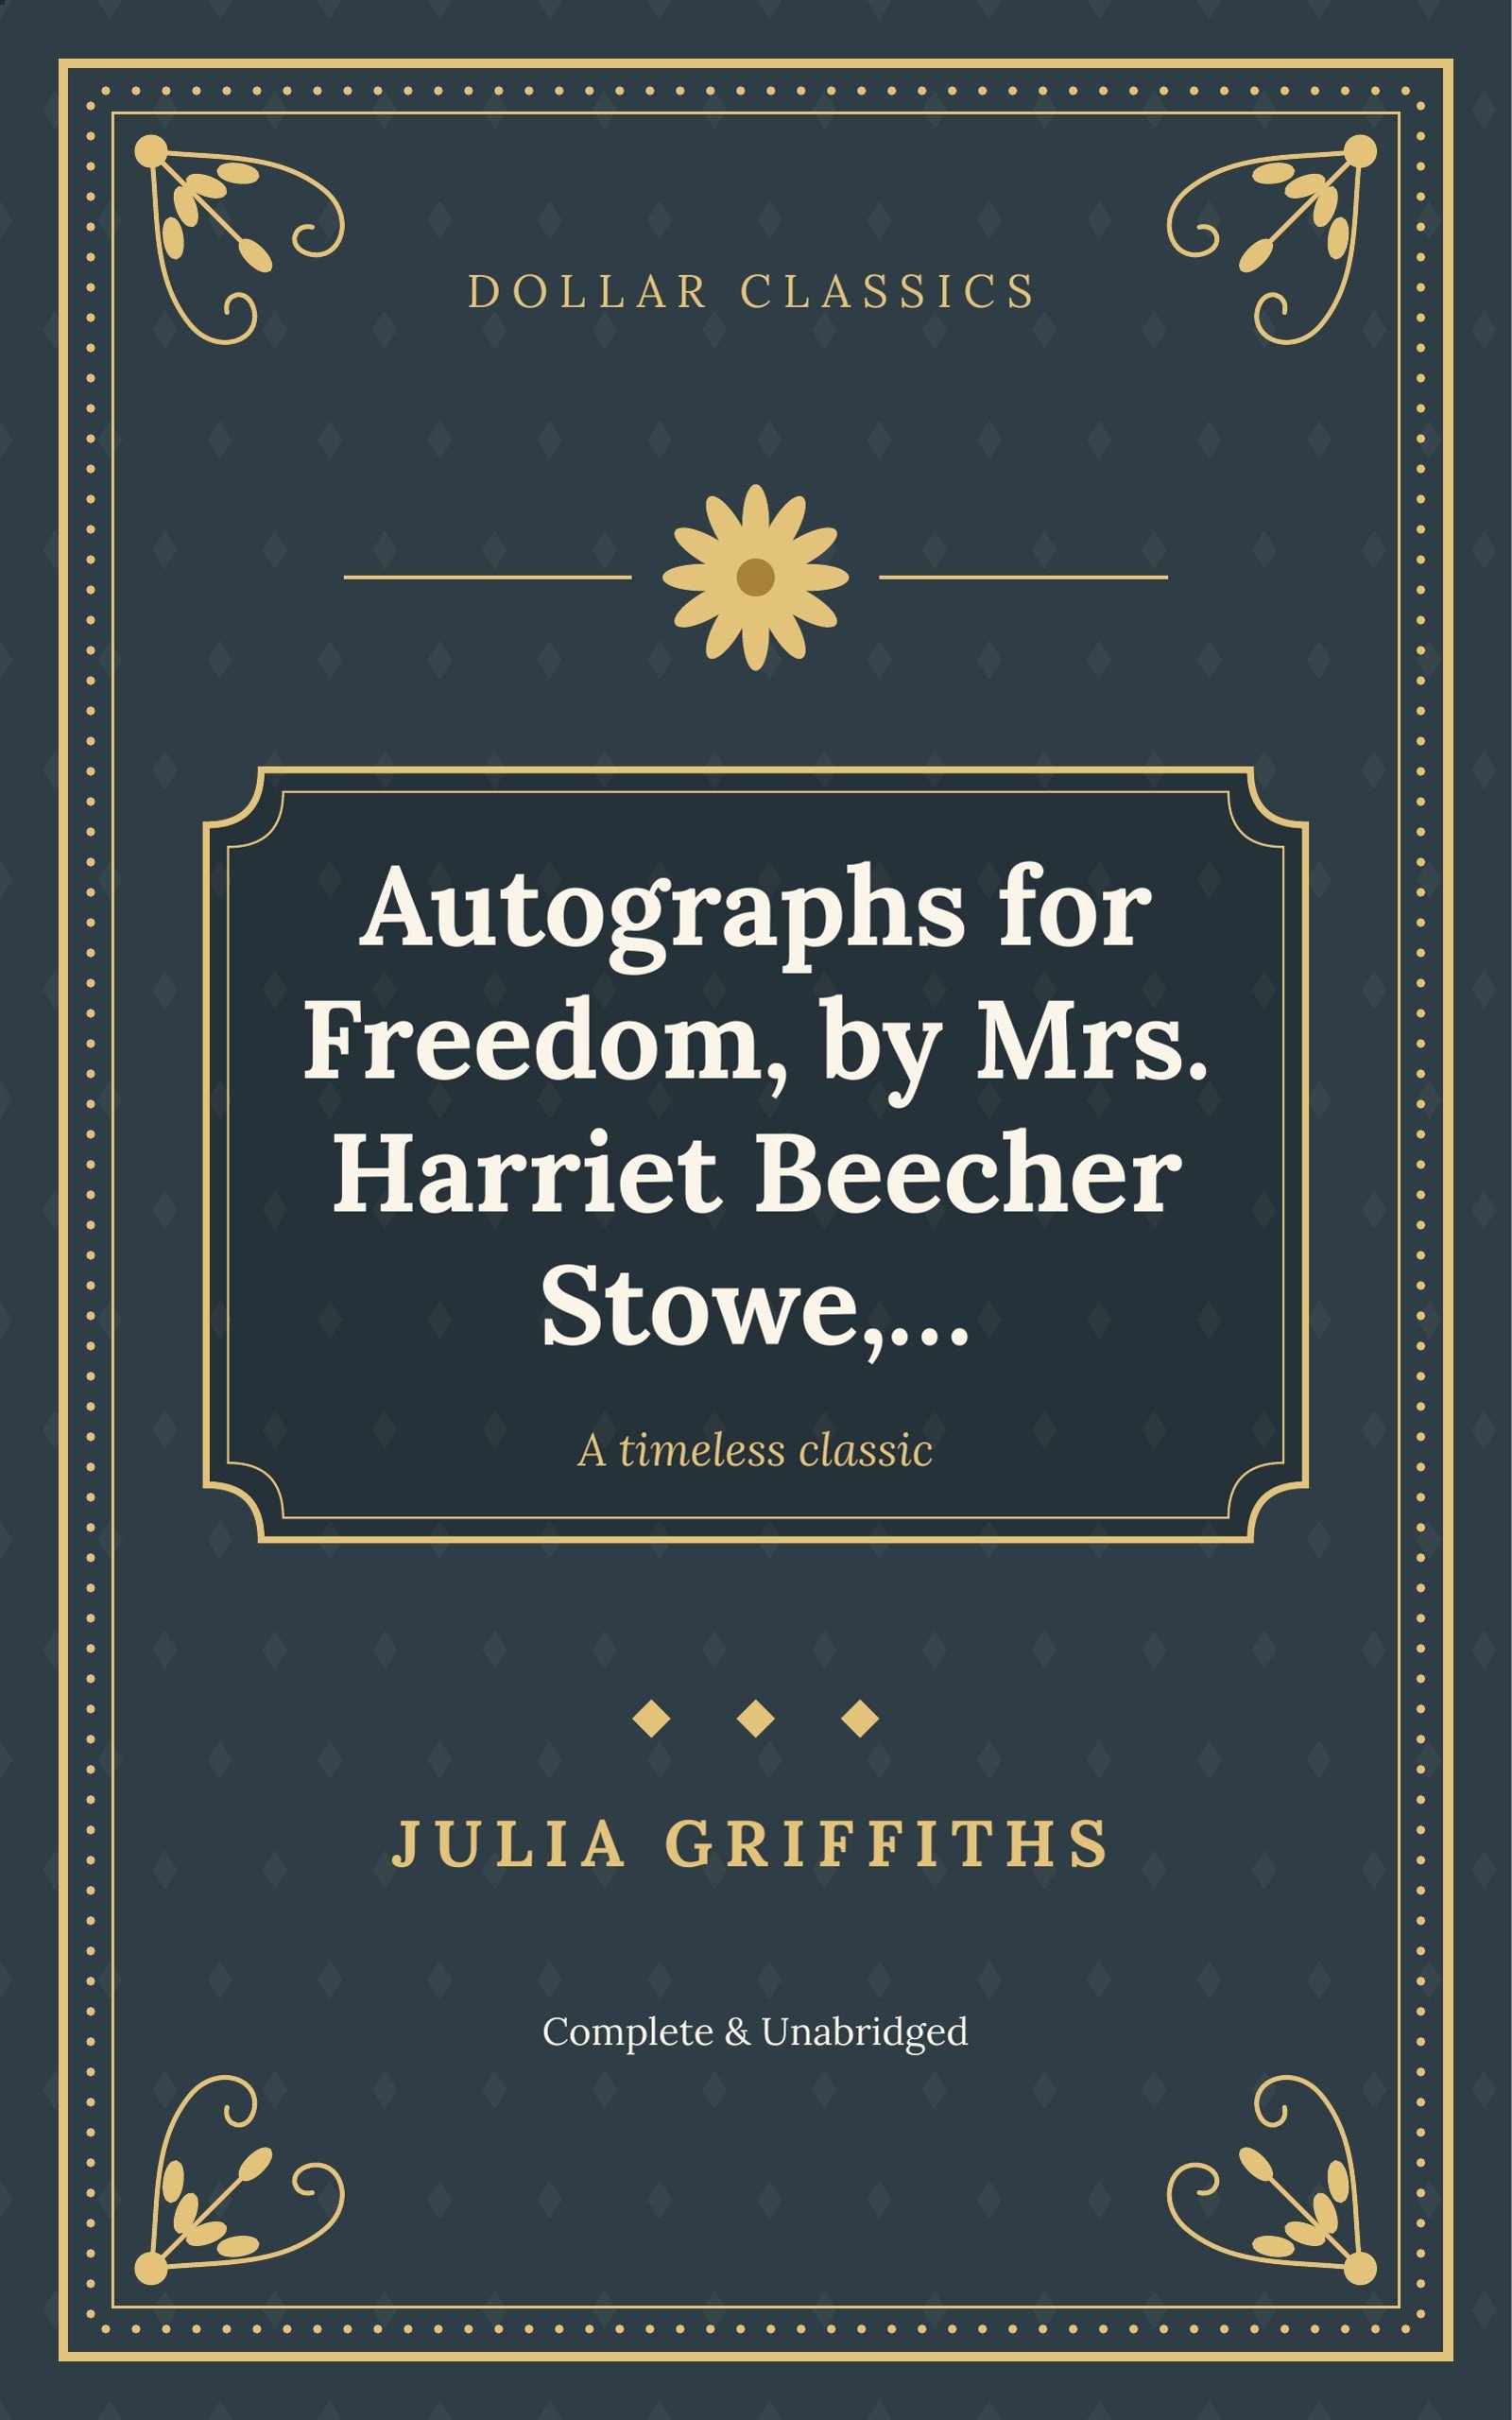 DOLLAR CLASSICS
Autographs for
Freedom, by Mrs.
Harriet Beecher
Stowe,...
A timeless classic
JULIA GRIFFITHS
Complete & Unabridged